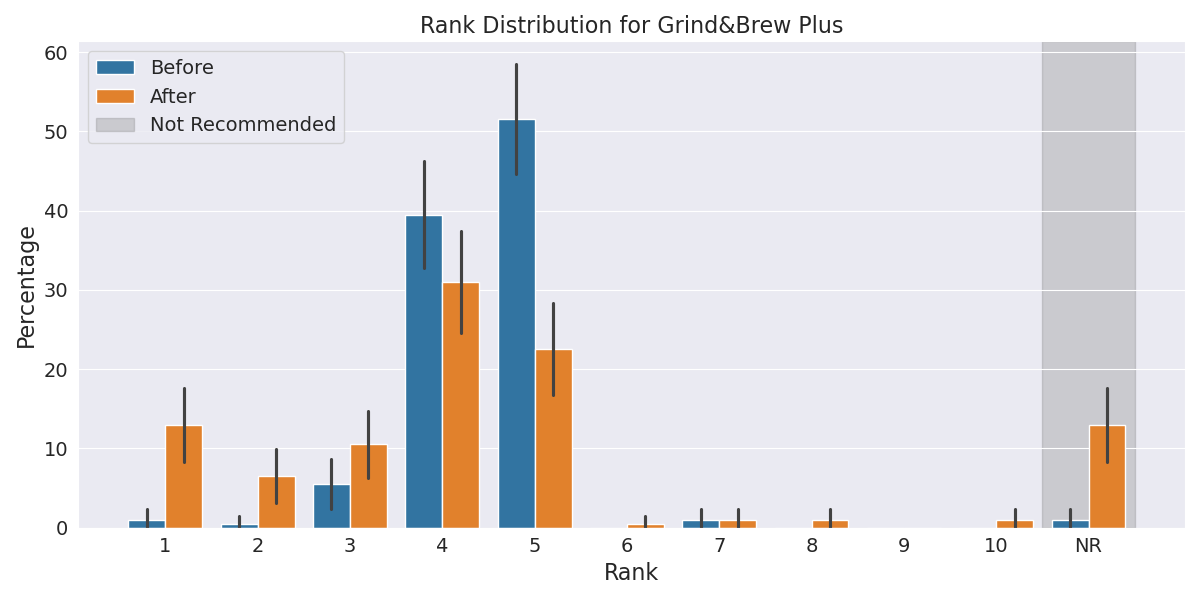 Rank Distribution for Grind&Brew Plus
Before
After
Not Recommended
60
50
40
30
20
10
0
Percentage
1 2 3 4 5 6 7 8 9 10 NR
Rank